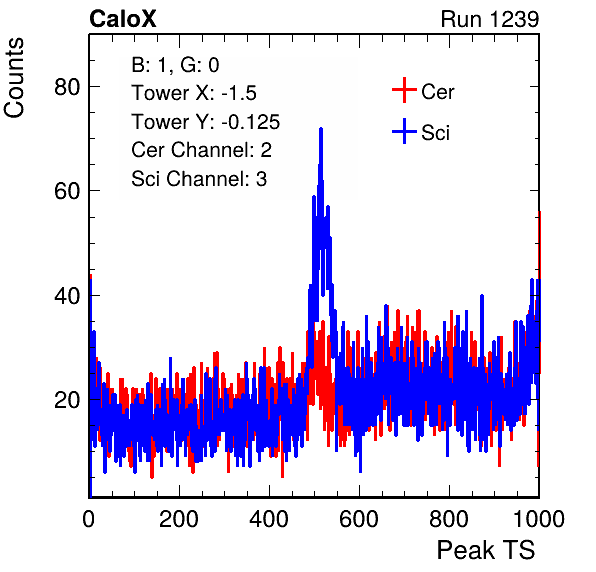 CaloX Run 1239
Counts
B: 1, G: 0
Tower X: -1.5
Tower Y: -0.125
Cer Channel: 2
Sci Channel: 3
Cer
Sci
80
60
40
20
0 200 400 600 800 1000
Peak TS